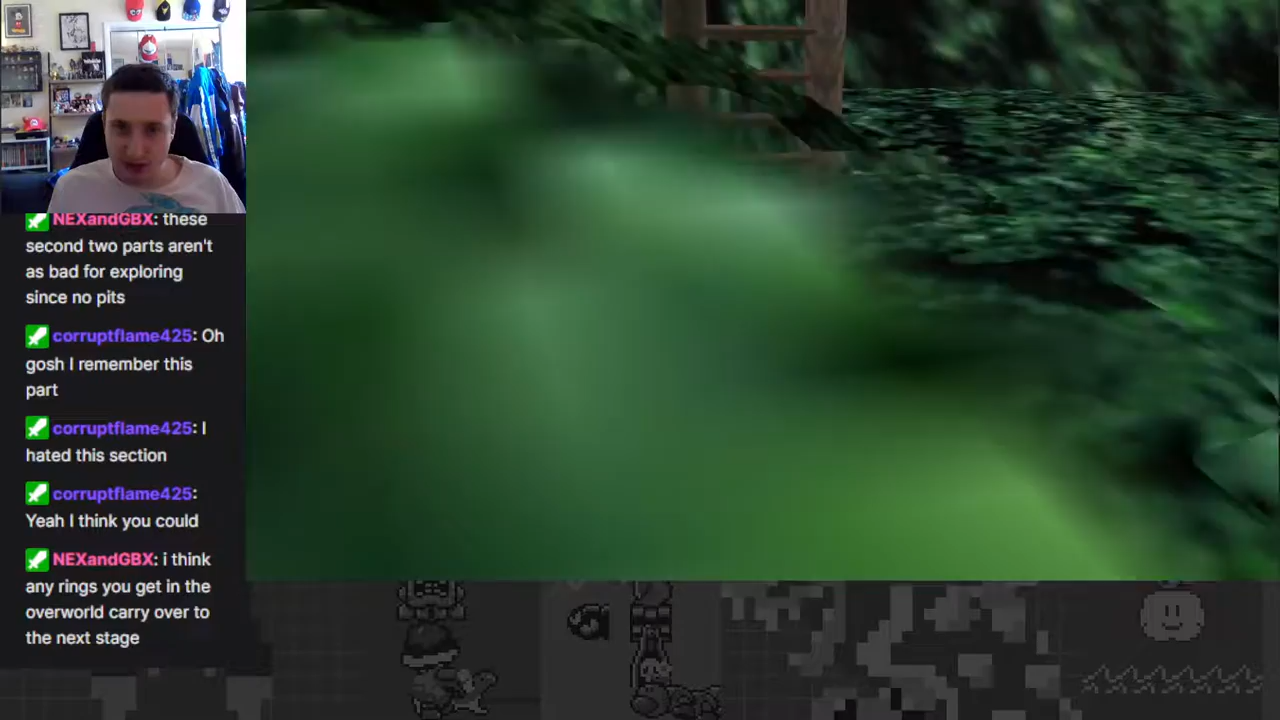 NEXandGBX: these
second two parts aren't
as bad for exploring
since no pits
corruptflame425: Oh
gosh I remember this
part
corruptflame425: I
hated this section
corruptflame425:
Yeah I think you could
NEXandGBX: i think
any rings you get in the
overworld carry over to
the next stage